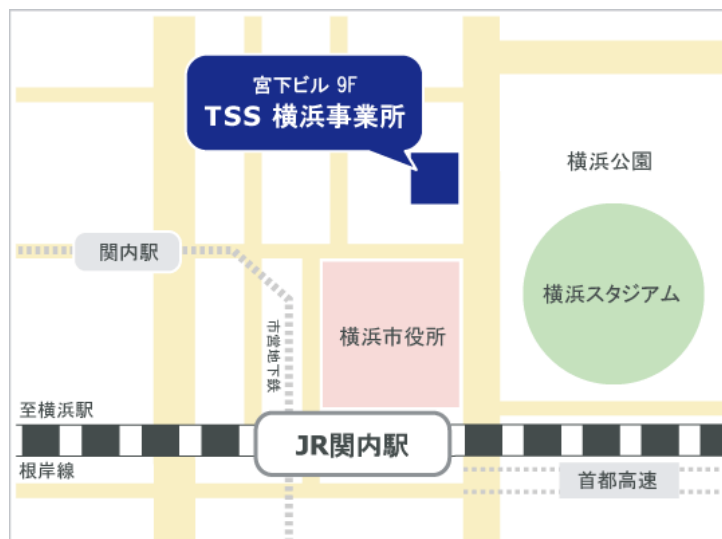 宮下ビル 9F
TSS 横浜事業所
横浜公園
関内駅
横浜スタジアム
市営地下鉄
横浜市役所
至横浜駅
JR関内駅
根岸線
首都高速